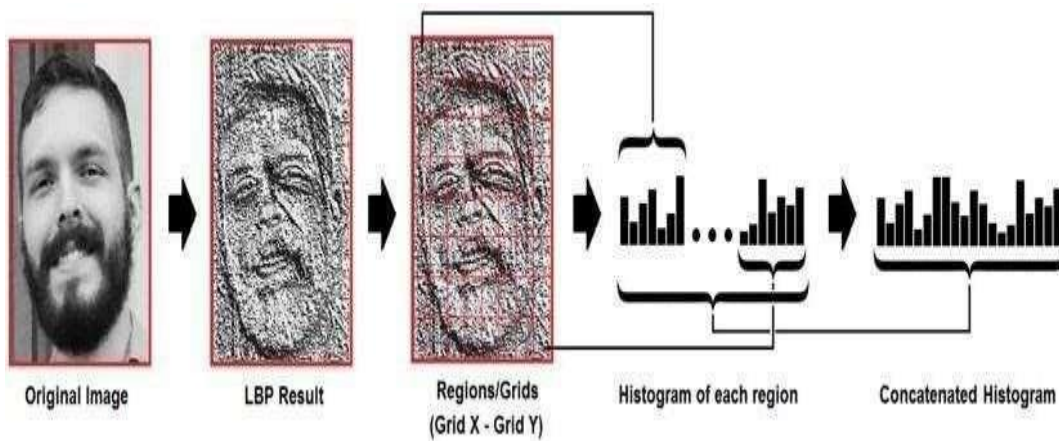 Original Image
LBP Result
Regions/Grids
(Grid X - Grid Y)
Histogram of each region
Concatenated Histogram